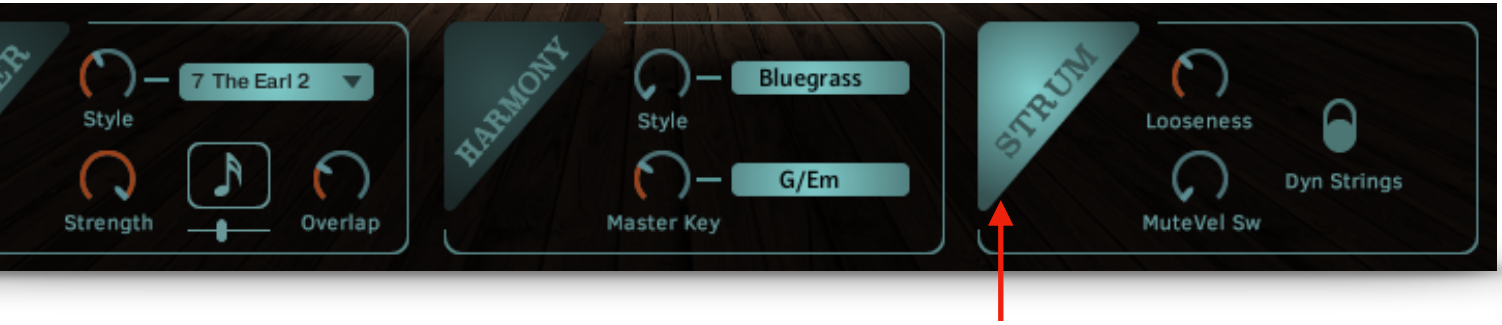 ER
7 The Earl 2
Style
Strength
Overlap
HARMONY
Bluegrass
Style
G/Em
Master Key
STRUM
Looseness
Dyn Strings
MuteVel Sw